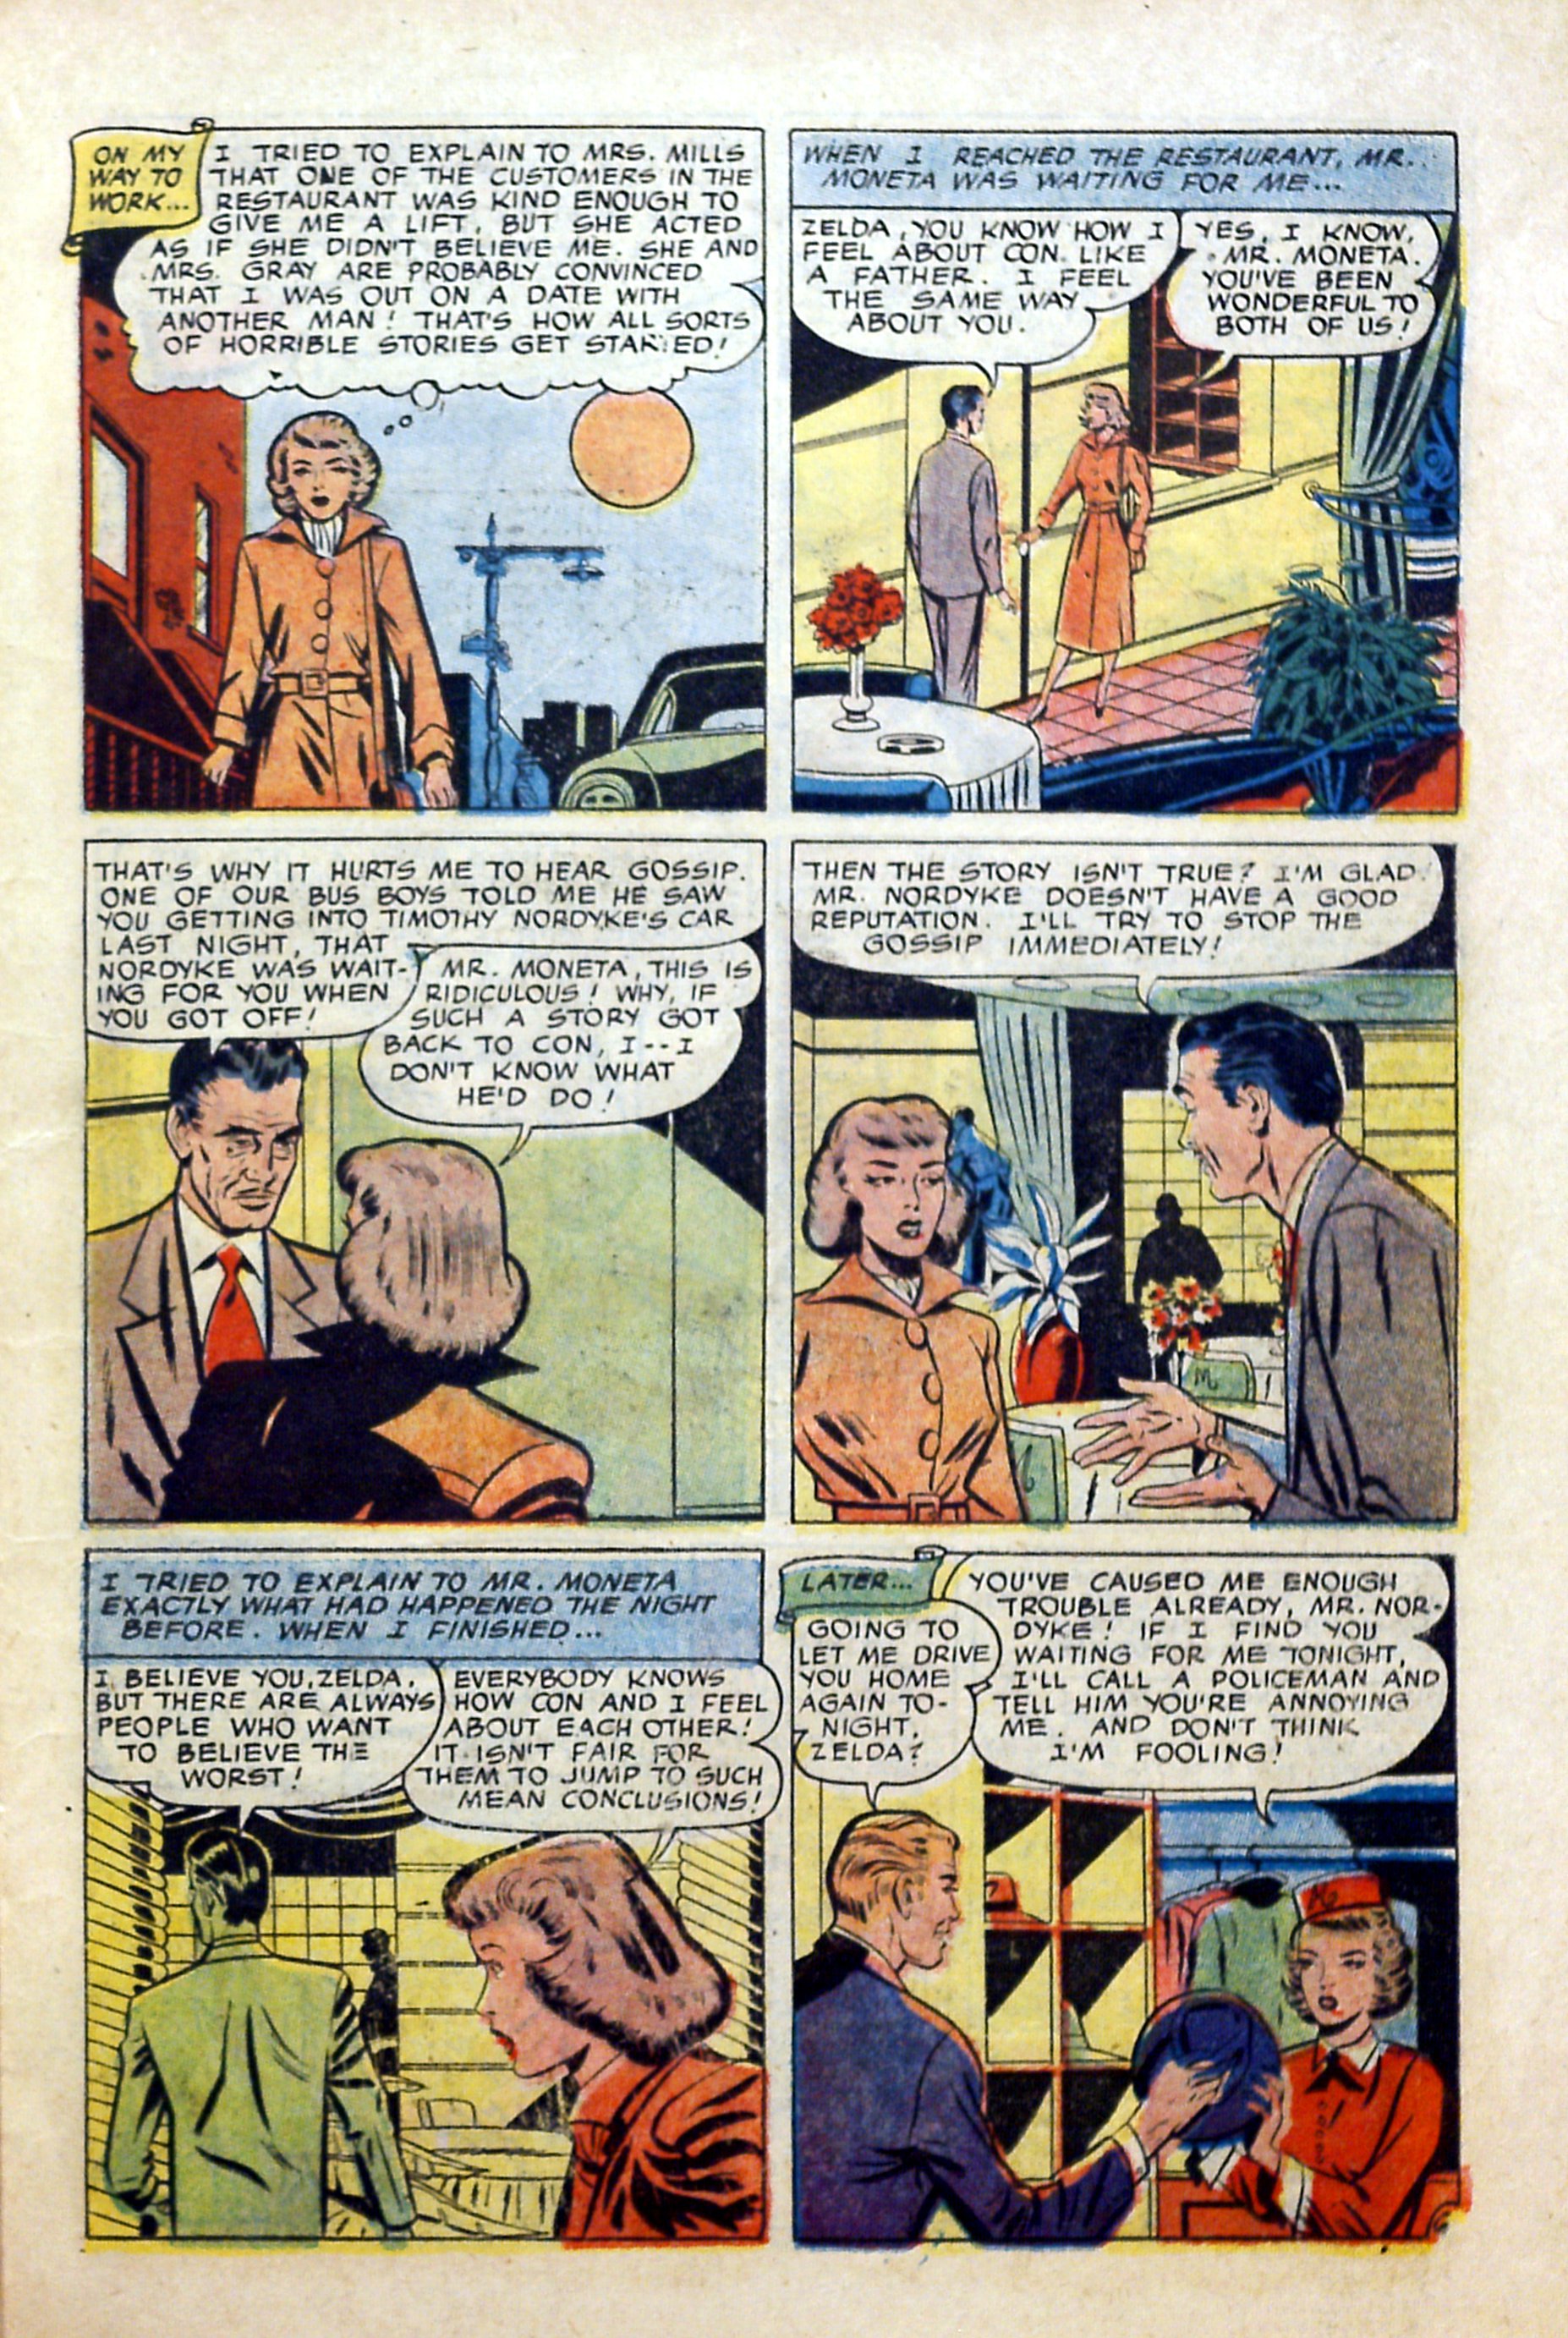 ON MY
WAY TO
WORK...
I TRIED TO EXPLAIN TO MRS. MILLS
THAT ONE OF THE CUSTOMERS IN THE
RESTAURANT WAS KIND ENOUGH TO
GIVE ME A LIFT, BUT SHE ACTED
AS IF SHE DIDN'T BELIEVE ME. SHE AND
MRS. GRAY ARE PROBABLY CONVINCED
THAT I WAS OUT ON A DATE WITH
ANOTHER MAN! THAT'S HOW ALL SORTS
OF HORRIBLE STORIES GET STARTED!
WHEN I REACHED THE RESTAURANT, MR.
MONETA WAS WAITING FOR ME...
ZELDA, YOU KNOW HOW I
FEEL ABOUT CON. LIKE
A FATHER. I FEEL
THE SAME WAY
ABOUT YOU.
YES, I KNOW,
MR. MONETA.
YOU'VE BEEN
WONDERFUL TO
BOTH OF US!
THAT'S WHY IT HURTS ME TO HEAR GOSSIP.
ONE OF OUR BUS BOYS TOLD ME HE SAW
YOU GETTING INTO TIMOTHY NORDYKE'S CAR
LAST NIGHT, THAT
NORDYKE WAS WAIT-
ING FOR YOU WHEN
YOU GOT OFF!
MR. MONETA, THIS IS
RIDICULOUS! WHY, IF
SUCH A STORY GOT
BACK TO CON, I--I
DON'T KNOW WHAT
HE'D DO!
THEN THE STORY ISN'T TRUE? I'M GLAD.
MR. NORDYKE DOESN'T HAVE A GOOD
REPUTATION. I'LL TRY TO STOP THE
GOSSIP IMMEDIATELY!
M
I TRIED TO EXPLAIN TO MR. MONETA
EXACTLY WHAT HAD HAPPENED THE NIGHT
BEFORE. WHEN I FINISHED...
I BELIEVE YOU, ZELDA.
BUT THERE ARE ALWAYS
PEOPLE WHO WANT
TO BELIEVE THE
WORST!
EVERYBODY KNOWS
HOW CON AND I FEEL
ABOUT EACH OTHER!
IT ISN'T FAIR FOR
THEM TO JUMP TO SUCH
MEAN CONCLUSIONS!
LATER...
GOING TO
LET ME DRIVE
YOU HOME
AGAIN TO-
NIGHT,
ZELDA?
YOU'VE CAUSED ME ENOUGH
TROUBLE ALREADY, MR. NOR-
DYKE! IF I FIND YOU
WAITING FOR ME TONIGHT,
I'LL CALL A POLICEMAN AND
TELL HIM YOU'RE ANNOYING
ME. AND DON'T THINK
I'M FOOLING!